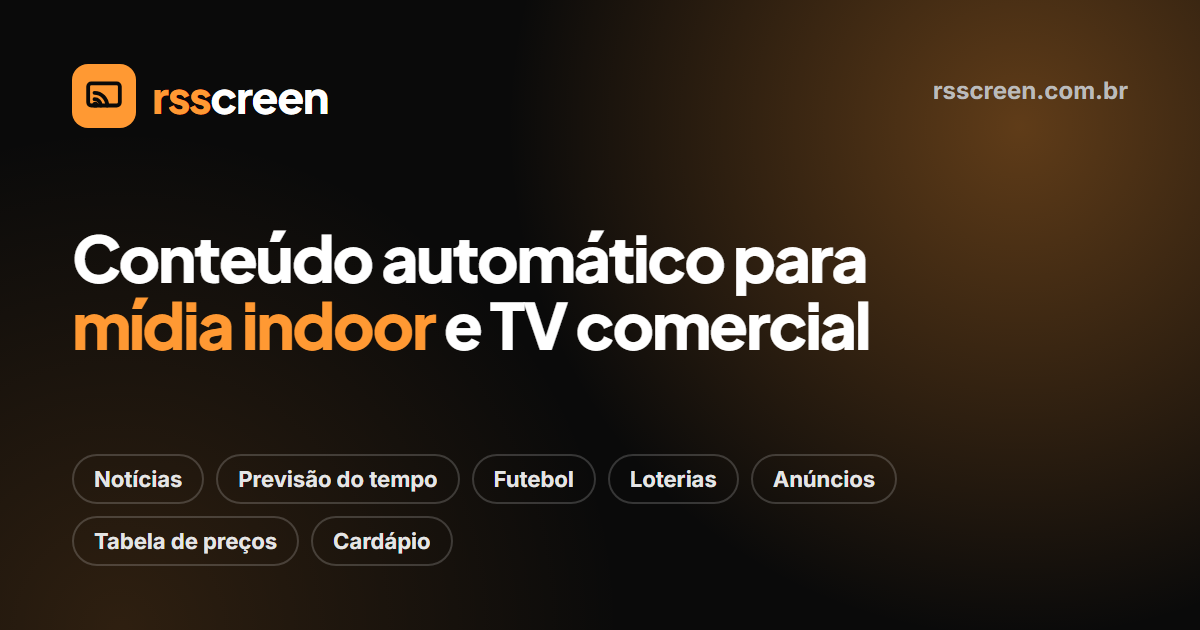 rsscreen
rsscreen.com.br
Conteúdo automático para
mídia indoor e TV comercial
Notícias
Previsão do tempo
Futebol
Loterias
Anúncios
Tabela de preços
Cardápio